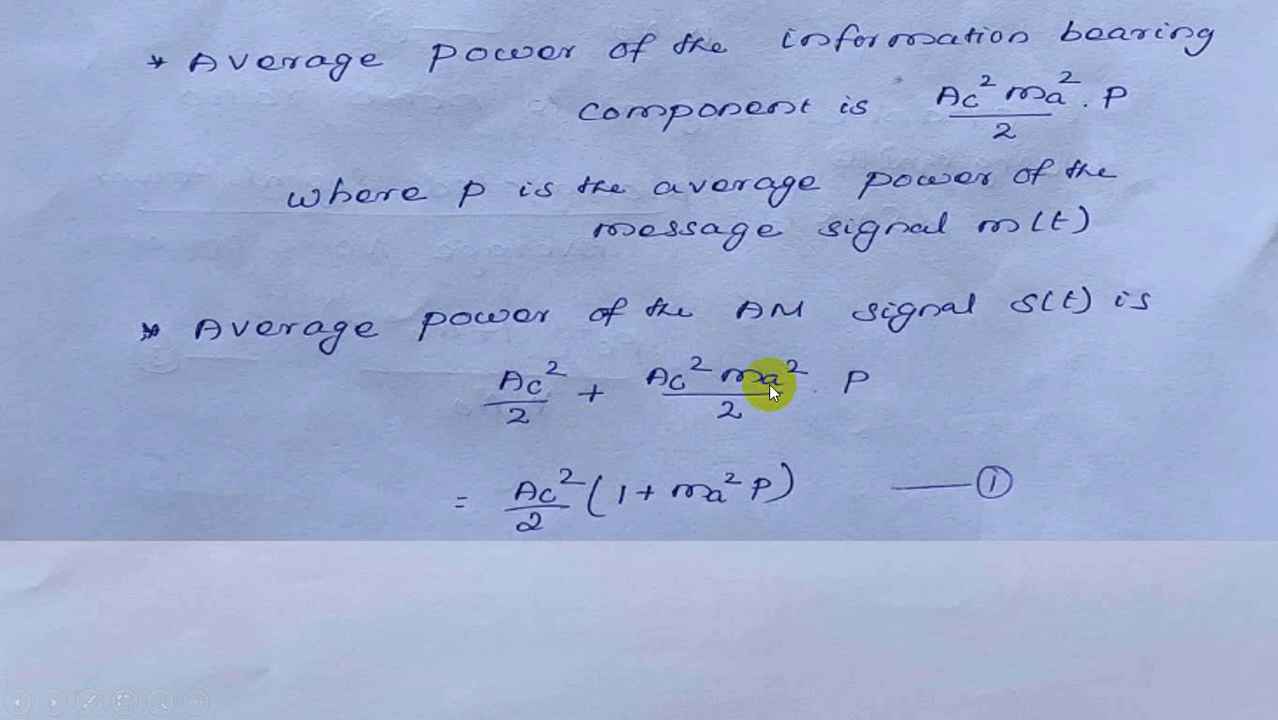 * Average power of the information bearing
component is Ac² ma²/2 . P
where P is the average power of the
message signal m(t)
* Average power of the AM signal s(t) is
Ac²/2 + Ac² ma²/2 . P
= Ac²/2 (1 + ma² P) —— ①